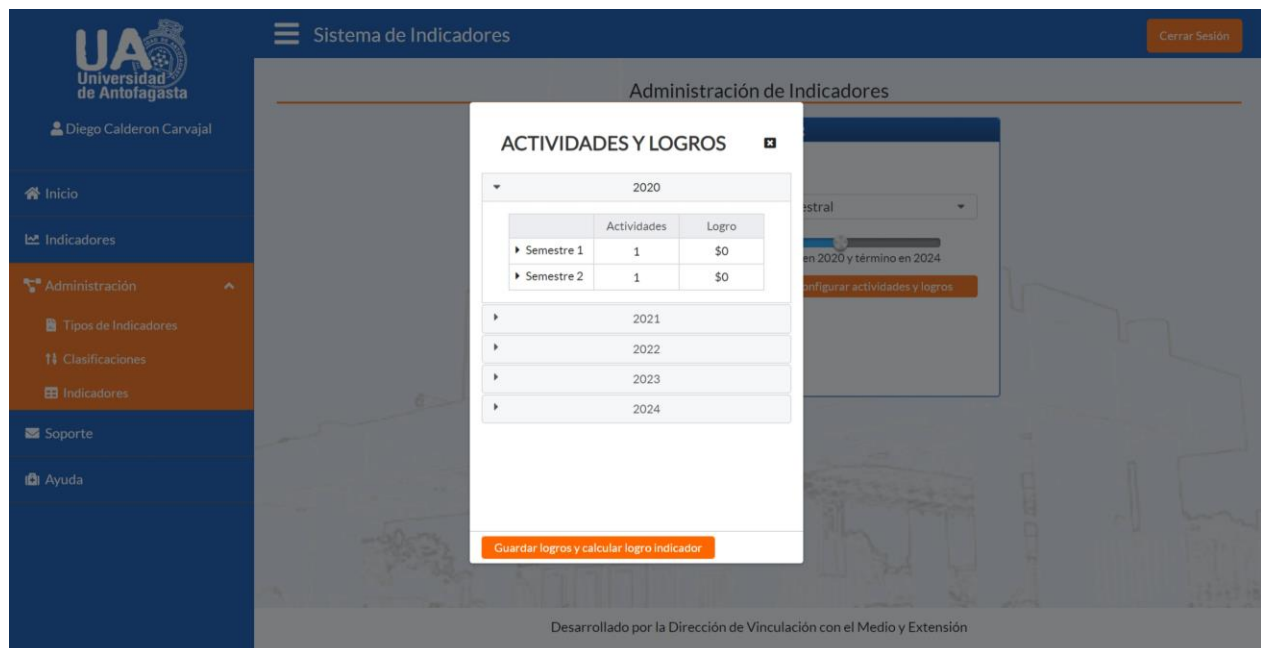 UA
Universidad
de Antofagasta
Diego Calderon Carvajal
Inicio
Indicadores
Administración
Tipos de Indicadores
Clasificaciones
Indicadores
Soporte
Ayuda
Sistema de Indicadores
Cerrar Sesión
Administración de Indicadores
ACTIVIDADES Y LOGROS
2020
Actividades Logro
Semestre 1 1 $0
Semestre 2 1 $0
2021
2022
2023
2024
Guardar logros y calcular logro indicador
estral
en 2020 y término en 2024
onfigurar actividades y logros
Desarrollado por la Dirección de Vinculación con el Medio y Extensión